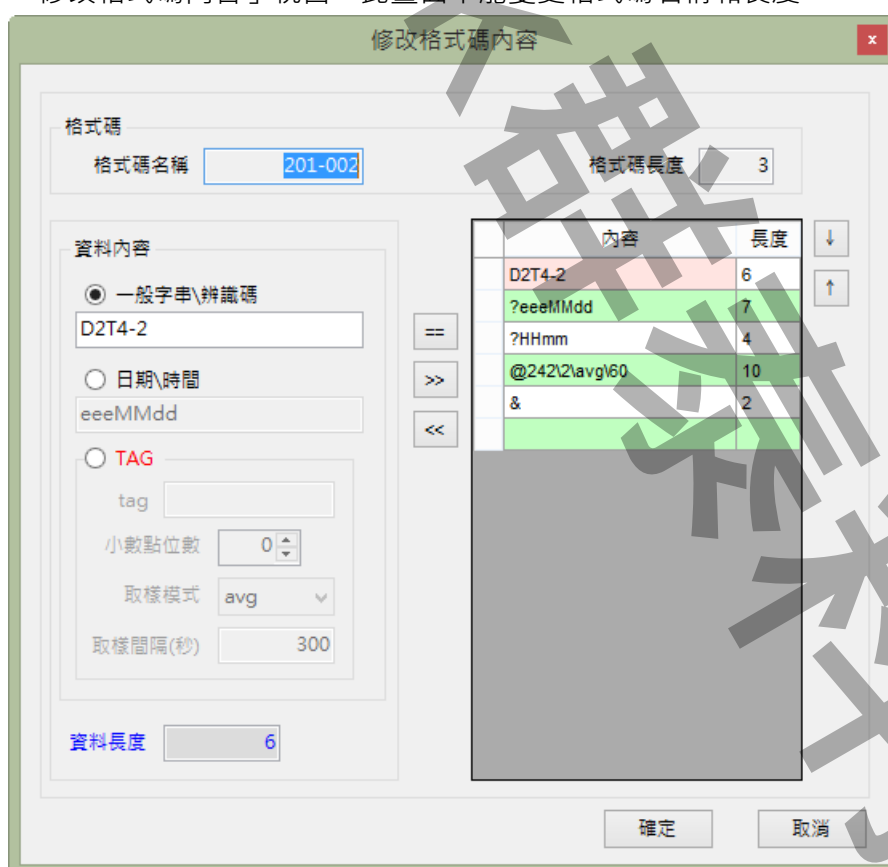 修改格式碼內容
x
格式碼
格式碼名稱 201-002 格式碼長度 3
資料內容
一般字串\辨識碼
D2T4-2
日期\時間
eeeMMdd
TAG
tag
小數點位數 0
取樣模式 avg
取樣間隔(秒) 300
資料長度 6
==
>>
<<
內容 長度
D2T4-2 6
?eeeMMdd 7
?HHmm 4
@242\2\avg\60 10
& 2
↓
↑
確定 取消